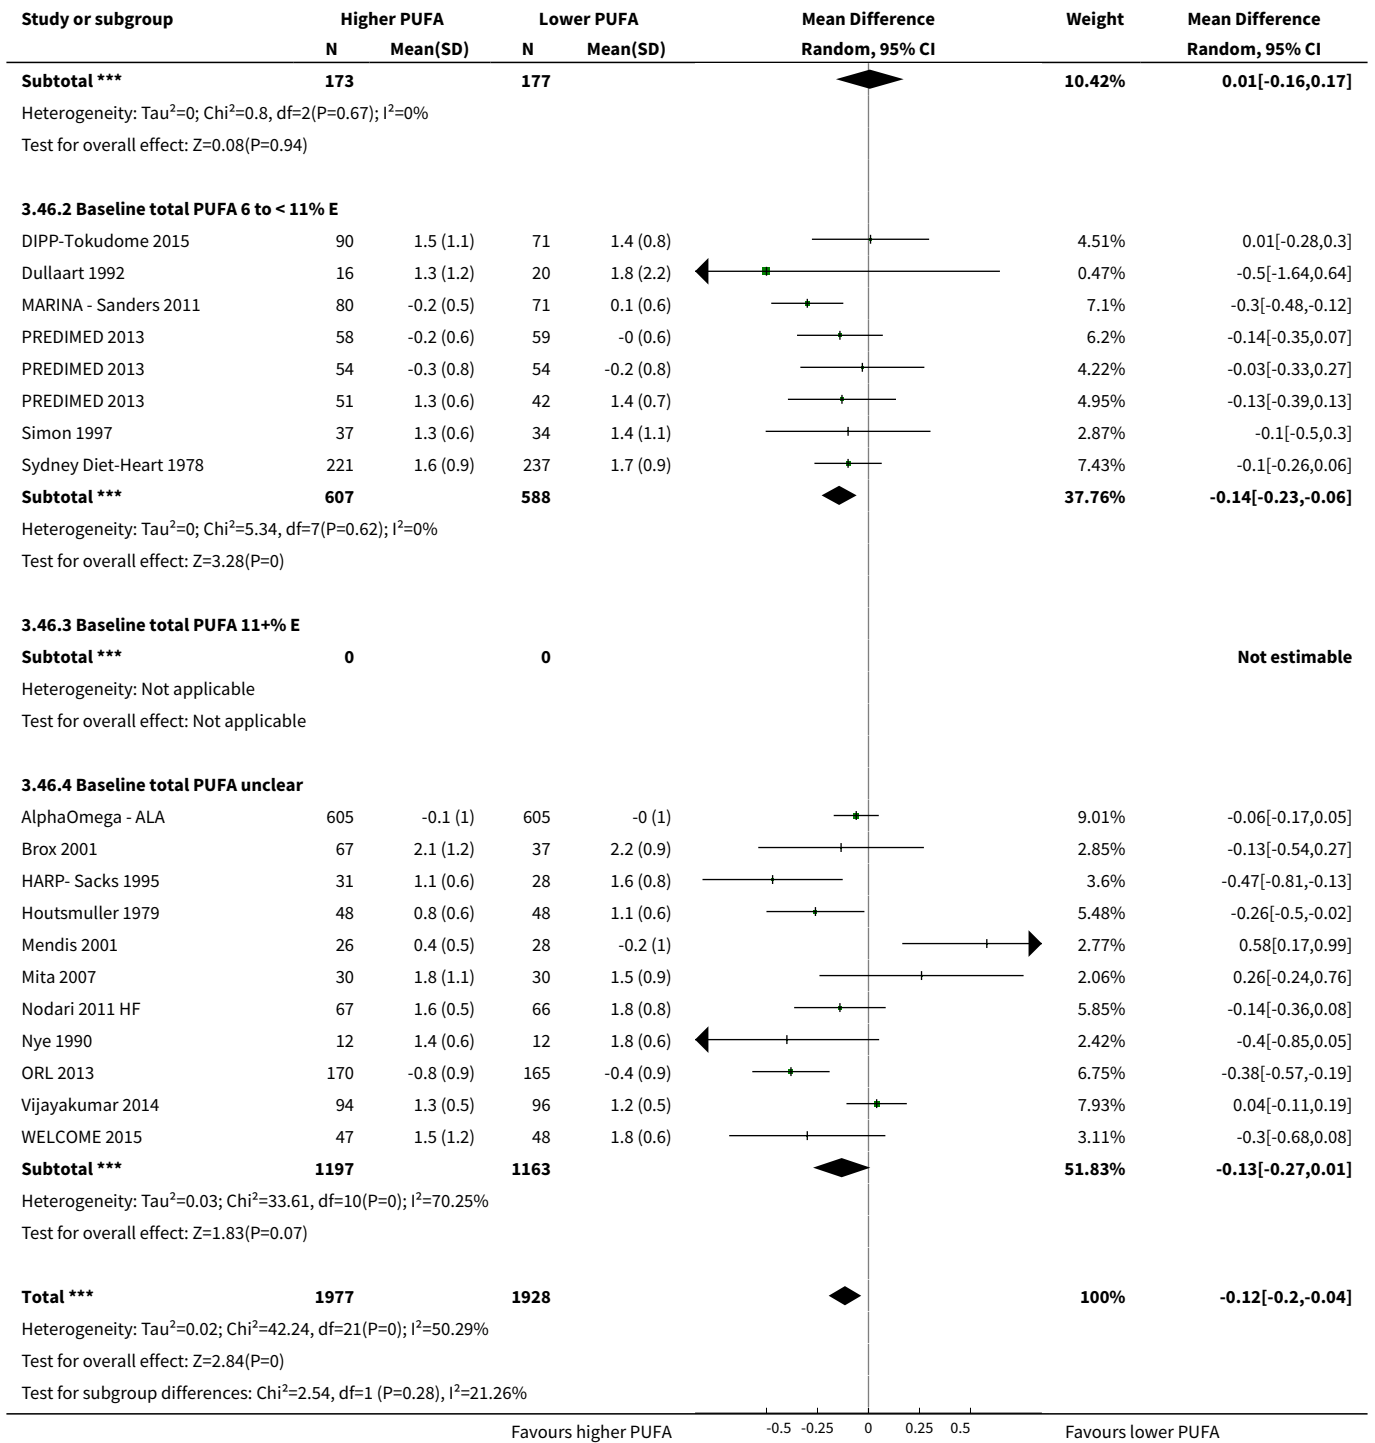 Study or subgroup Higher PUFA Lower PUFA Mean Difference Weight Mean Difference
N Mean(SD) N Mean(SD) Random, 95% CI Random, 95% CI
Subtotal *** 173 177 10.42% 0.01[-0.16,0.17]
Heterogeneity: Tau²=0; Chi²=0.8, df=2(P=0.67); I²=0%
Test for overall effect: Z=0.08(P=0.94)
3.46.2 Baseline total PUFA 6 to < 11% E
DIPP-Tokudome 2015 90 1.5 (1.1) 71 1.4 (0.8) 4.51% 0.01[-0.28,0.3]
Dullaart 1992 16 1.3 (1.2) 20 1.8 (2.2) 0.47% -0.5[-1.64,0.64]
MARINA - Sanders 2011 80 -0.2 (0.5) 71 0.1 (0.6) 7.1% -0.3[-0.48,-0.12]
PREDIMED 2013 58 -0.2 (0.6) 59 -0 (0.6) 6.2% -0.14[-0.35,0.07]
PREDIMED 2013 54 -0.3 (0.8) 54 -0.2 (0.8) 4.22% -0.03[-0.33,0.27]
PREDIMED 2013 51 1.3 (0.6) 42 1.4 (0.7) 4.95% -0.13[-0.39,0.13]
Simon 1997 37 1.3 (0.6) 34 1.4 (1.1) 2.87% -0.1[-0.5,0.3]
Sydney Diet-Heart 1978 221 1.6 (0.9) 237 1.7 (0.9) 7.43% -0.1[-0.26,0.06]
Subtotal *** 607 588 37.76% -0.14[-0.23,-0.06]
Heterogeneity: Tau²=0; Chi²=5.34, df=7(P=0.62); I²=0%
Test for overall effect: Z=3.28(P=0)
3.46.3 Baseline total PUFA 11+% E
Subtotal *** 0 0 Not estimable
Heterogeneity: Not applicable
Test for overall effect: Not applicable
3.46.4 Baseline total PUFA unclear
AlphaOmega - ALA 605 -0.1 (1) 605 -0 (1) 9.01% -0.06[-0.17,0.05]
Brox 2001 67 2.1 (1.2) 37 2.2 (0.9) 2.85% -0.13[-0.54,0.27]
HARP- Sacks 1995 31 1.1 (0.6) 28 1.6 (0.8) 3.6% -0.47[-0.81,-0.13]
Houtsmuller 1979 48 0.8 (0.6) 48 1.1 (0.6) 5.48% -0.26[-0.5,-0.02]
Mendis 2001 26 0.4 (0.5) 28 -0.2 (1) 2.77% 0.58[0.17,0.99]
Mita 2007 30 1.8 (1.1) 30 1.5 (0.9) 2.06% 0.26[-0.24,0.76]
Nodari 2011 HF 67 1.6 (0.5) 66 1.8 (0.8) 5.85% -0.14[-0.36,0.08]
Nye 1990 12 1.4 (0.6) 12 1.8 (0.6) 2.42% -0.4[-0.85,0.05]
ORL 2013 170 -0.8 (0.9) 165 -0.4 (0.9) 6.75% -0.38[-0.57,-0.19]
Vijayakumar 2014 94 1.3 (0.5) 96 1.2 (0.5) 7.93% 0.04[-0.11,0.19]
WELCOME 2015 47 1.5 (1.2) 48 1.8 (0.6) 3.11% -0.3[-0.68,0.08]
Subtotal *** 1197 1163 51.83% -0.13[-0.27,0.01]
Heterogeneity: Tau²=0.03; Chi²=33.61, df=10(P=0); I²=70.25%
Test for overall effect: Z=1.83(P=0.07)
Total *** 1977 1928 100% -0.12[-0.2,-0.04]
Heterogeneity: Tau²=0.02; Chi²=42.24, df=21(P=0); I²=50.29%
Test for overall effect: Z=2.84(P=0)
Test for subgroup differences: Chi²=2.54, df=1 (P=0.28), I²=21.26%
Favours higher PUFA -0.5 -0.25 0 0.25 0.5 Favours lower PUFA